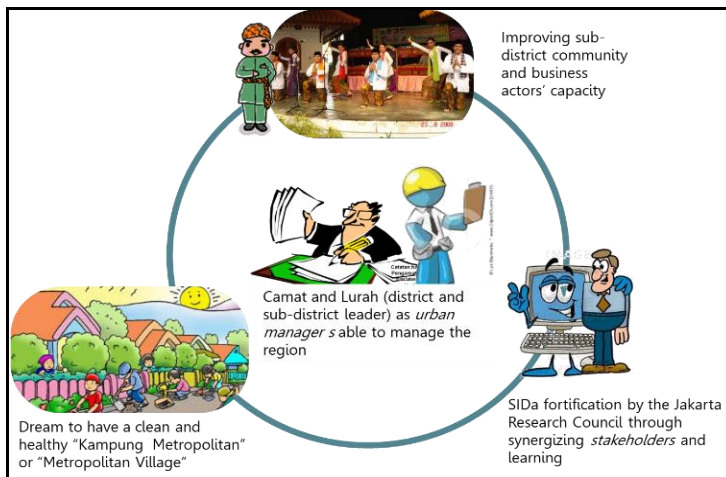 Improving sub-
district community
and business
actors' capacity
Camat and Lurah (district and
sub-district leader) as urban
manager s able to manage the
region
SIDa fortification by the Jakarta
Research Council through
synergizing stakeholders and
learning
Dream to have a clean and
healthy "Kampung Metropolitan"
or "Metropolitan Village"